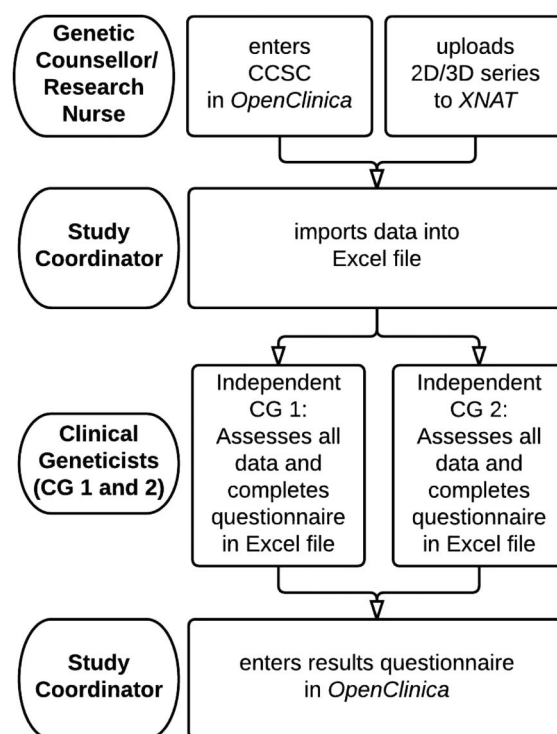 Genetic
Counsellor/
Research
Nurse
enters
CCSC
in OpenClinica
uploads
2D/3D series
to XNAT
Study
Coordinator
imports data into
Excel file
Clinical
Geneticists
(CG 1 and 2)
Independent
CG 1:
Assesses all
data and
completes
questionnaire
in Excel file
Independent
CG 2:
Assesses all
data and
completes
questionnaire
in Excel file
Study
Coordinator
enters results questionnaire
in OpenClinica